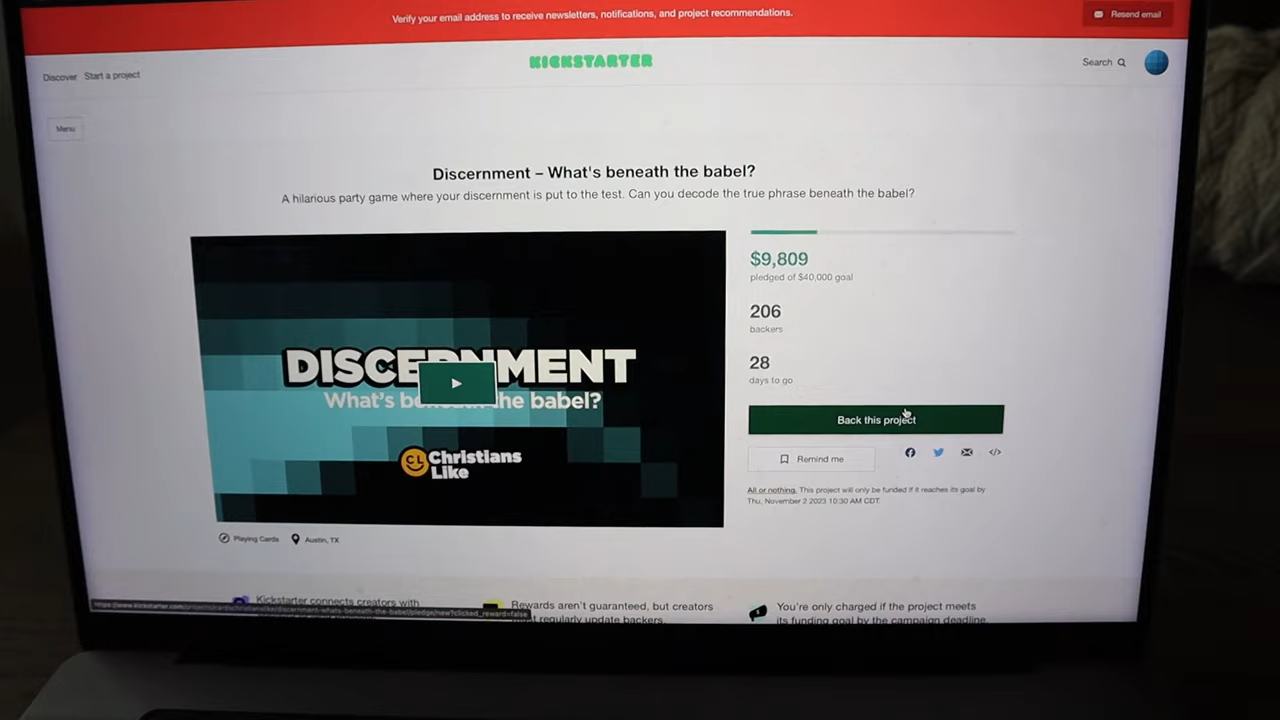 Verify your email address to receive newsletters, notifications, and project recommendations.
Resend email
Discover Start a project
KICKSTARTER
Search
Menu
Discernment – What's beneath the babel?
A hilarious party game where your discernment is put to the test. Can you decode the true phrase beneath the babel?
$9,809
pledged of $40,000 goal
206
backers
28
days to go
Back this project
Remind me
All or nothing. This project will only be funded if it reaches its goal by
Thu, November 2 2023 10:30 AM CDT.
DISCERNMENT
What's beneath the babel?
CL Christians
Like
Playing Cards Austin, TX
Kickstarter connects creators with
Rewards aren't guaranteed, but creators
regularly update backers.
You're only charged if the project meets
its funding goal by the campaign deadline.